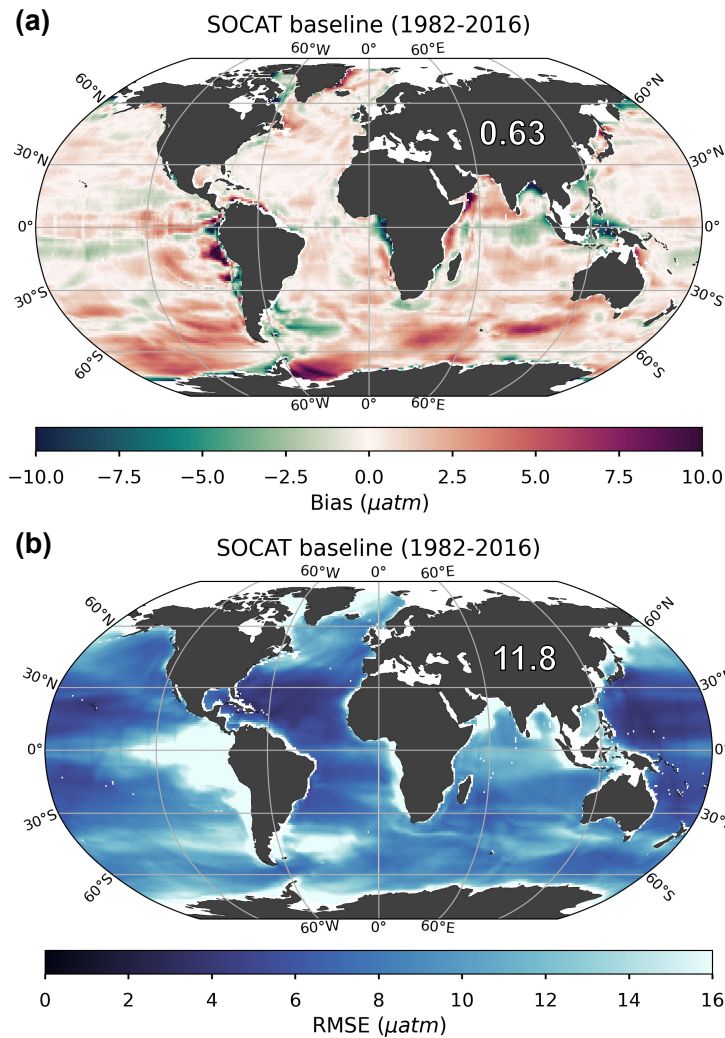 (a)
SOCAT baseline (1982-2016)
60°W 0° 60°E
60°N
0.63
30°N 30°N
0° 0°
30°S 30°S
60°S 60°S
60°W 0° 60°E
−10.0 −7.5 −5.0 −2.5 0.0 2.5 5.0 7.5 10.0
Bias (μatm)
(b)
SOCAT baseline (1982-2016)
60°W 0° 60°E
60°N
11.8
30°N 30°N
0° 0°
30°S 30°S
60°S 60°S
60°W 0° 60°E
0 2 4 6 8 10 12 14 16
RMSE (μatm)